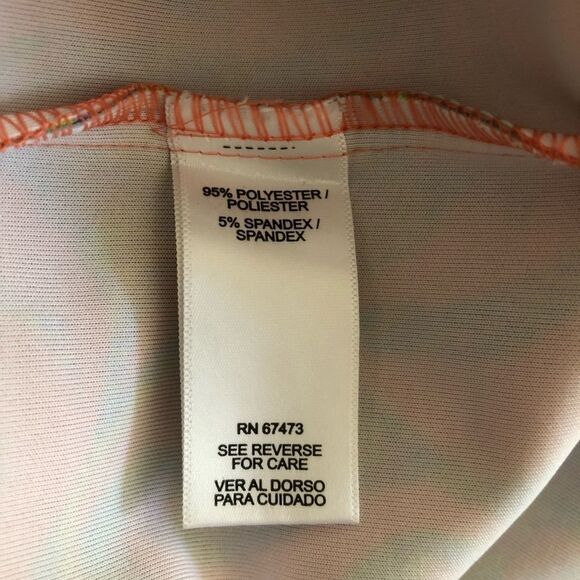 95% POLYESTER /
POLIESTER
5% SPANDEX /
SPANDEX
RN 67473
SEE REVERSE
FOR CARE
VER AL DORSO
PARA CUIDADO